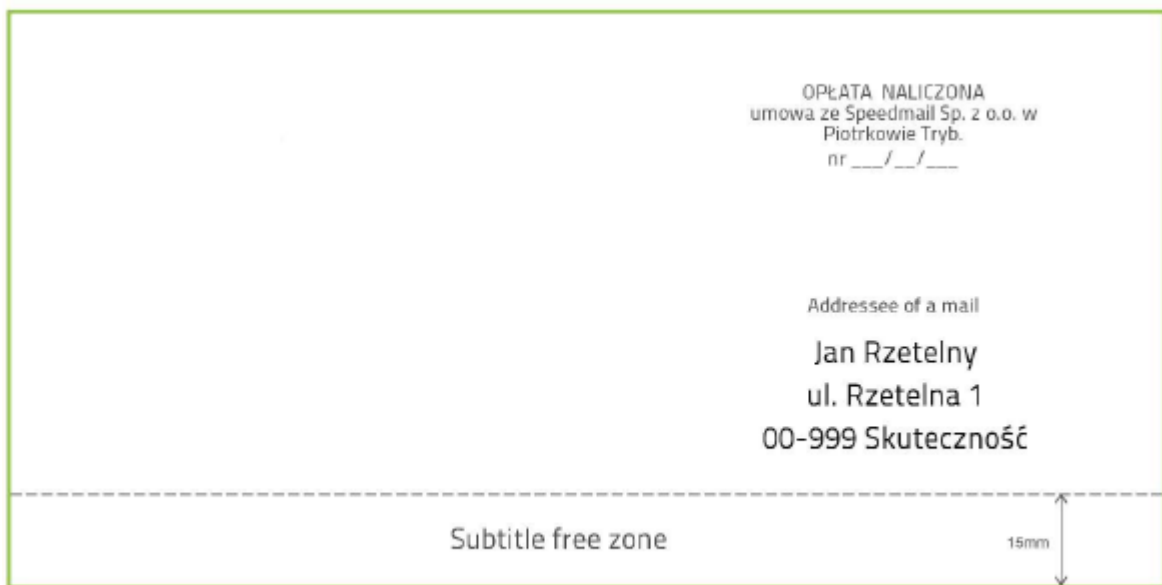 OPŁATA NALICZONA
umowa ze Speedmail Sp. z o.o. w
Piotrkowie Tryb.
nr ___/__/___
Addressee of a mail
Jan Rzetelny
ul. Rzetelna 1
00-999 Skuteczność
Subtitle free zone
15mm